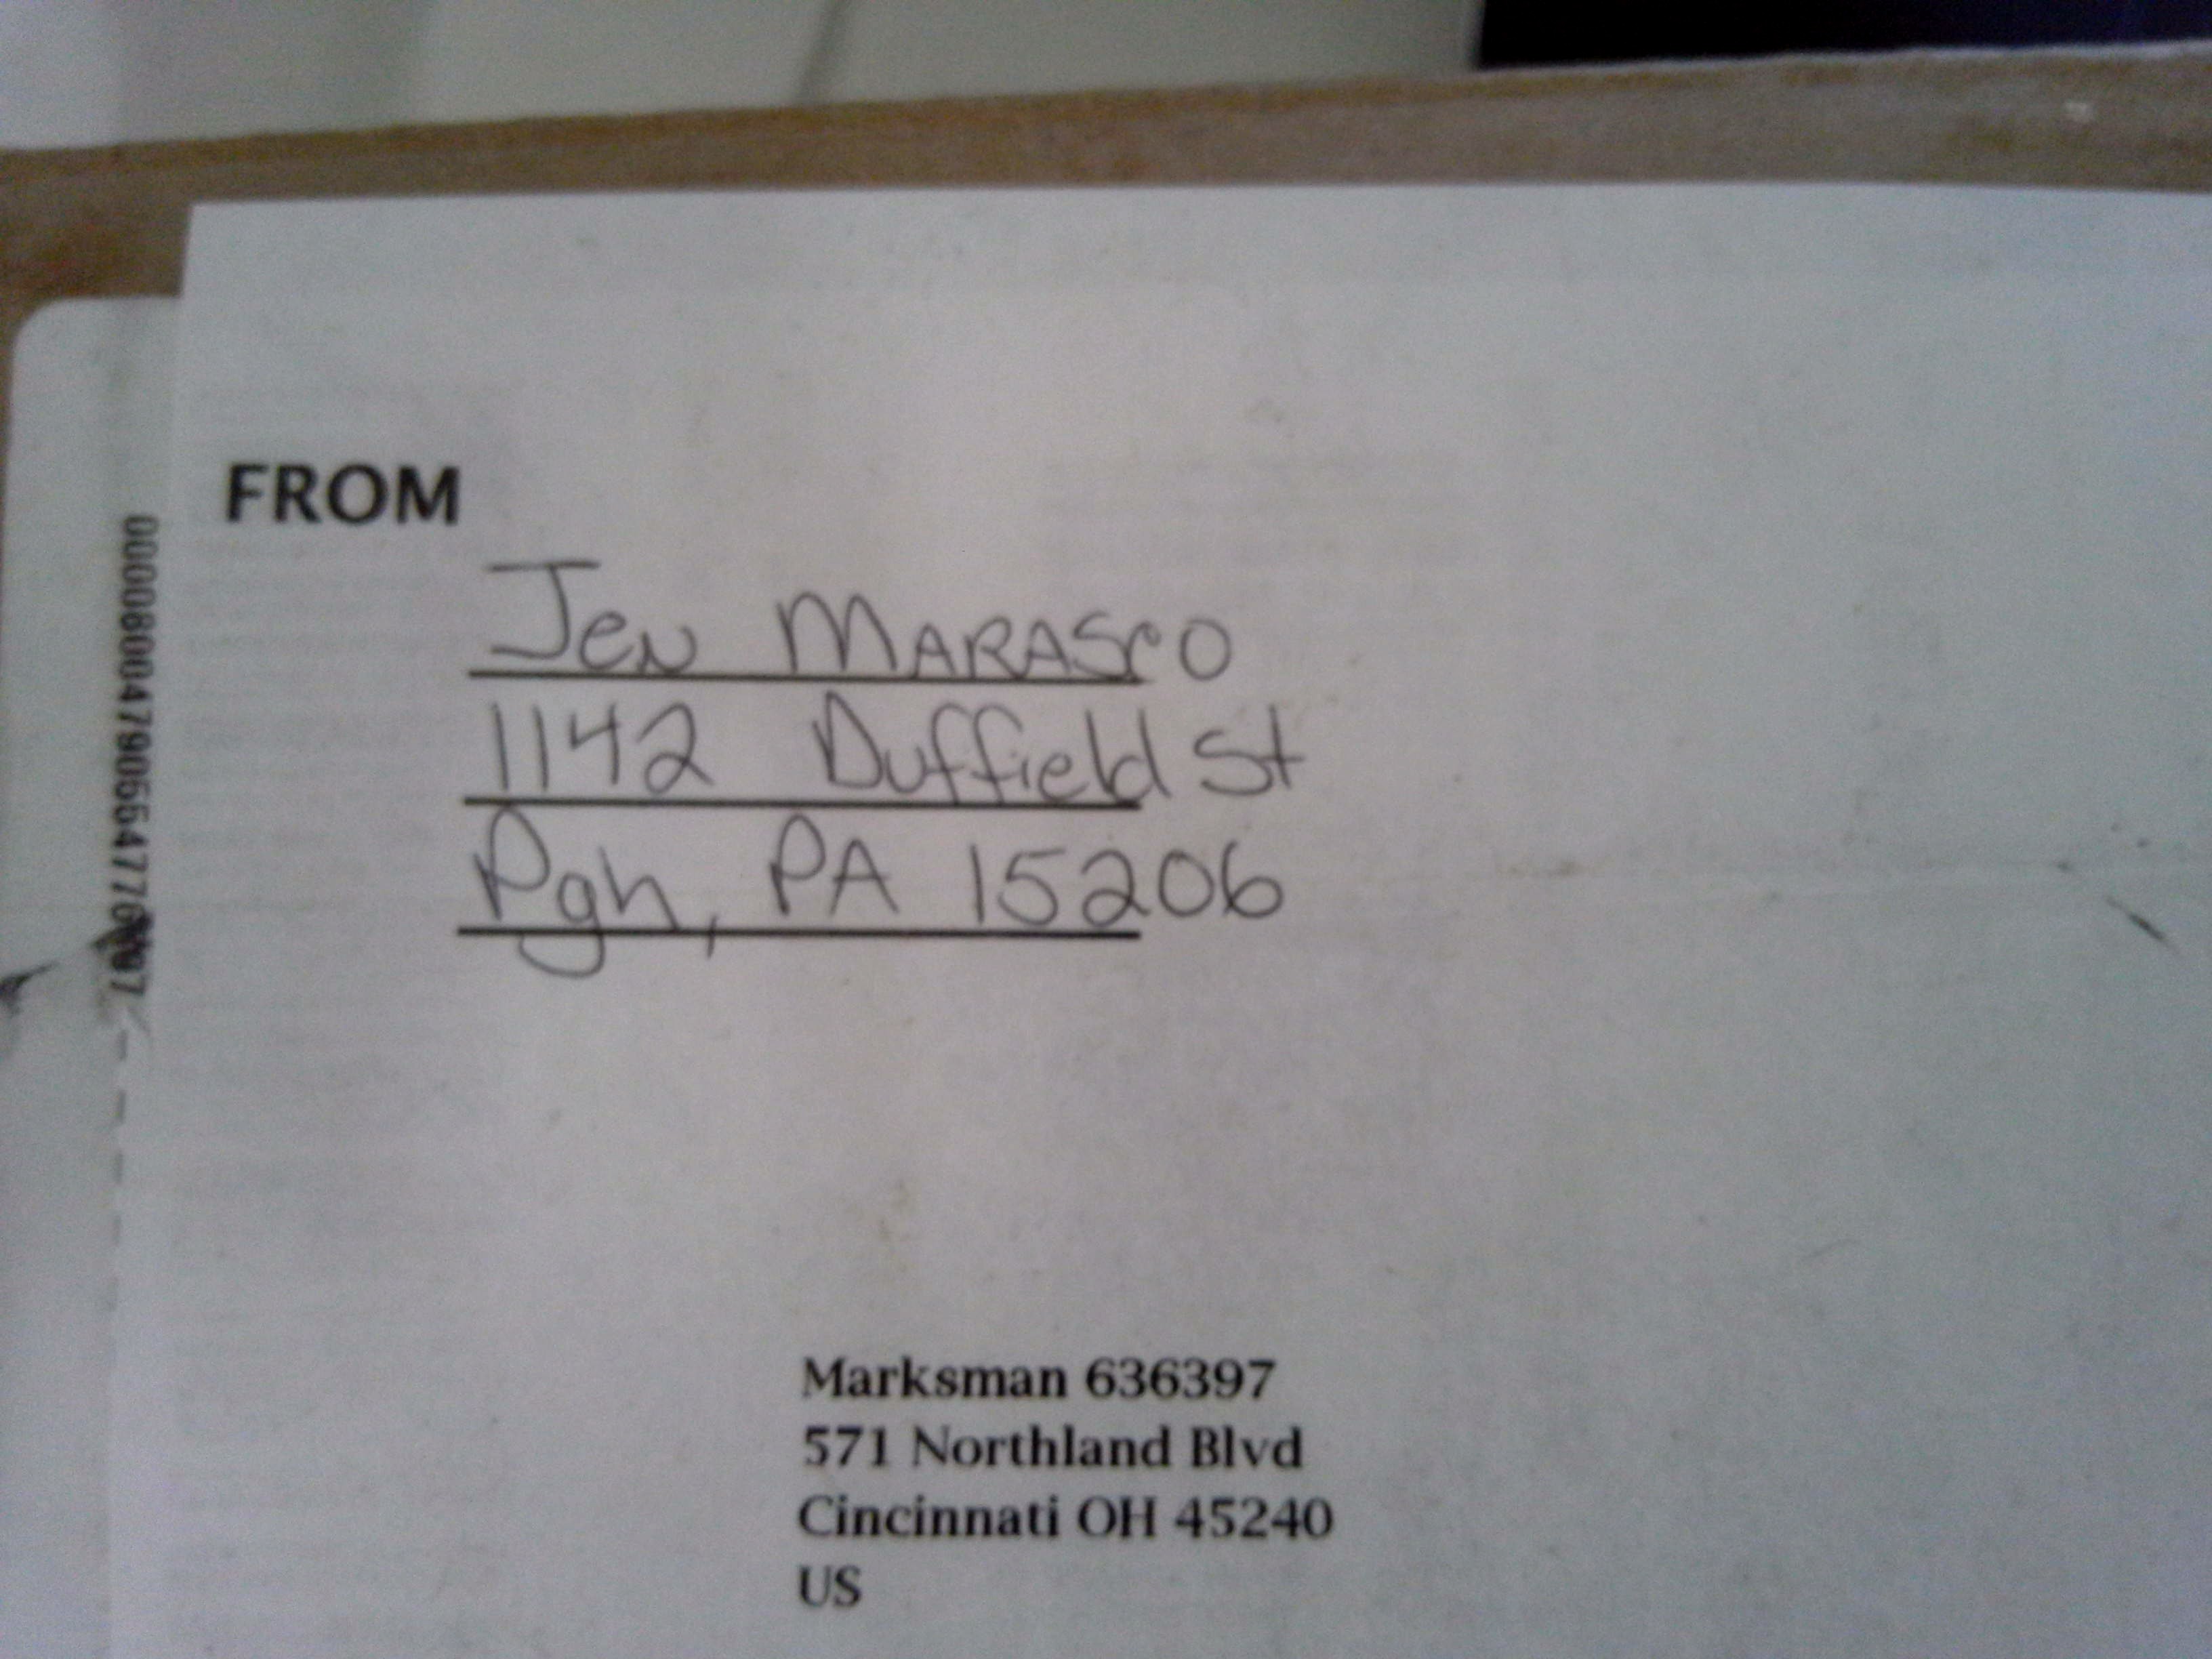 FROM
Jen MARASCO
1142 Duffield St
Pgh, PA 15206
Marksman 636397
571 Northland Blvd
Cincinnati OH 45240
US